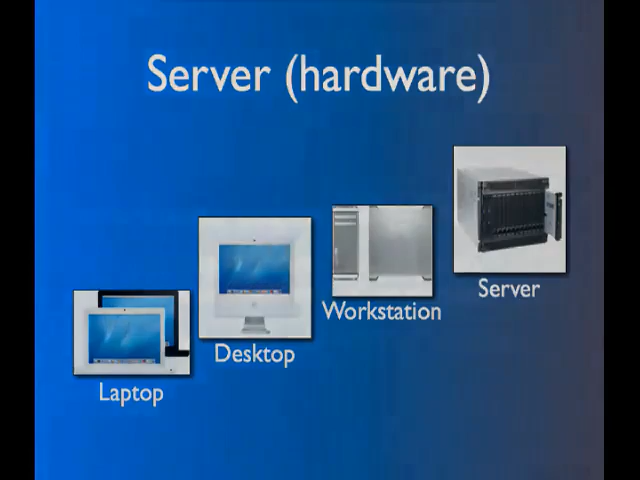 Server (hardware)
Server
Workstation
Desktop
Laptop